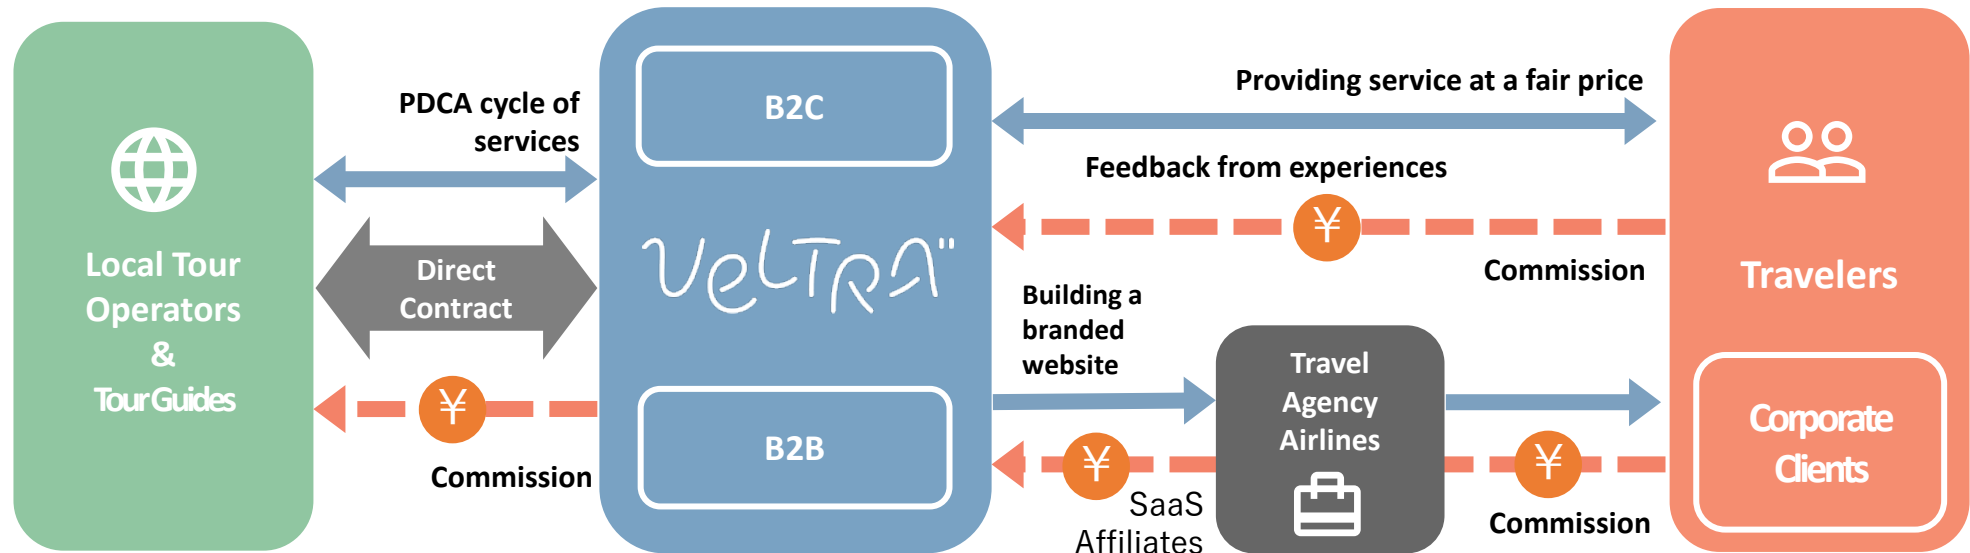 Local Tour
Operators
&
Tour Guides
PDCA cycle of
services
Direct
Contract
¥
Commission
B2C
VELTRA
B2B
Providing service at a fair price
Feedback from experiences
¥
Commission
Building a
branded
website
Travel
Agency
Airlines
¥
SaaS
Affiliates
¥
Commission
Travelers
Corporate
Clients